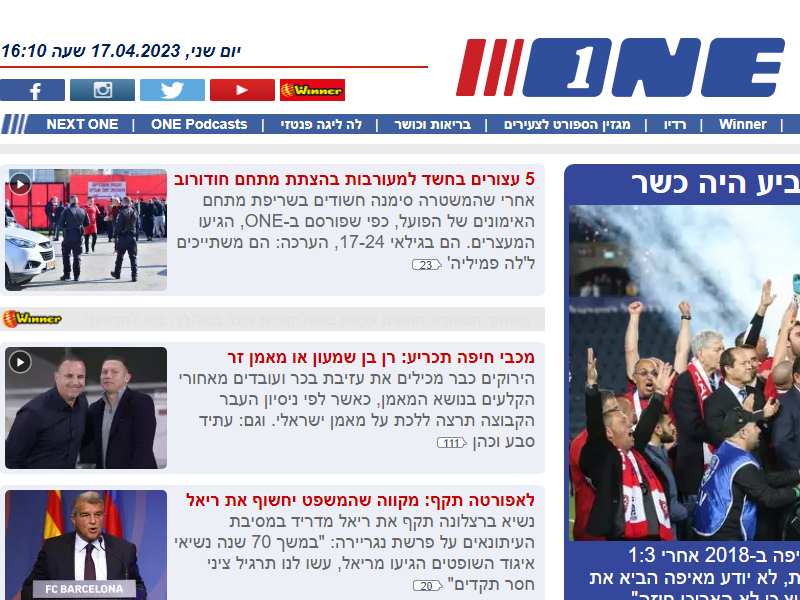 ONE
יום שני, 17.04.2023 שעה 16:10
Winner
Winner | רדיו | מגזין הספורט לצעירים | בריאות וכושר | לה ליגה פנטזי | ONE Podcasts | NEXT ONE
ביע היה כשר
5 עצורים בחשד למעורבות בהצתת מתחם חודורוב
אחרי שהמשטרה סימנה חשודים בשריפת מתחם
האימונים של הפועל, כפי שפורסם ב-ONE, הגיעו
המעצרים. הם בגילאי 17-24, הערכה: הם משתייכים
ל'לה פמיליה' 23
Winner
מכבי חיפה תכריע: רן בן שמעון או מאמן זר
הירוקים כבר מכילים את עזיבת בכר ועובדים מאחורי
הקלעים בנושא המאמן, כאשר לפי ניסיון העבר
הקבוצה תרצה ללכת על מאמן ישראלי. וגם: עתיד
סבע וכהן 111
לאפורטה תקף: מקווה שהמשפט יחשוף את ריאל
נשיא ברצלונה תקף את ריאל מדריד במסיבת
העיתונאים על פרשת נגריירה: "במשך 70 שנה נשיאי
איגוד השופטים הגיעו מריאל, עשו לנו תרגיל ציני
חסר תקדים" 20
FC BARCELONA
יפה ב-2018 אחרי 1:3
ת, לא יודע מאיפה הביא את